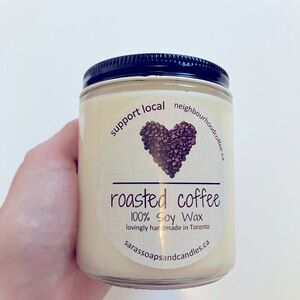 support local
neighbourhoodcoffee.ca
roasted coffee
100% Soy Wax
lovingly handmade in Toronto
sarassoapsandcandles.ca